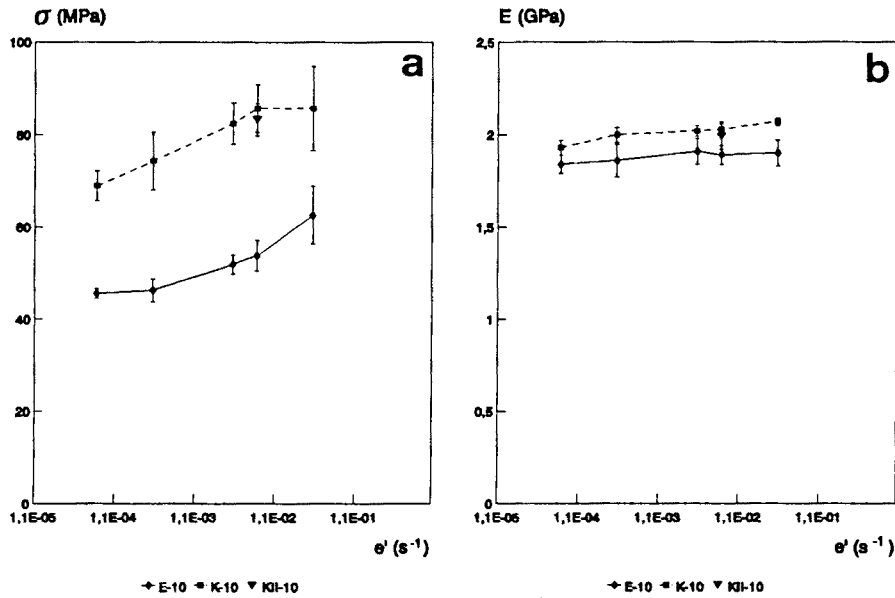 σ (MPa)
100
80
60
40
20
0
a
1,1E-05 1,1E-04 1,1E-03 1,1E-02 1,1E-01
e' (s⁻¹)
E-10 K-10 KII-10
E (GPa)
2,5
2
1,5
1
0,5
0
b
1,1E-05 1,1E-04 1,1E-03 1,1E-02 1,1E-01
e' (s⁻¹)
E-10 K-10 KII-10